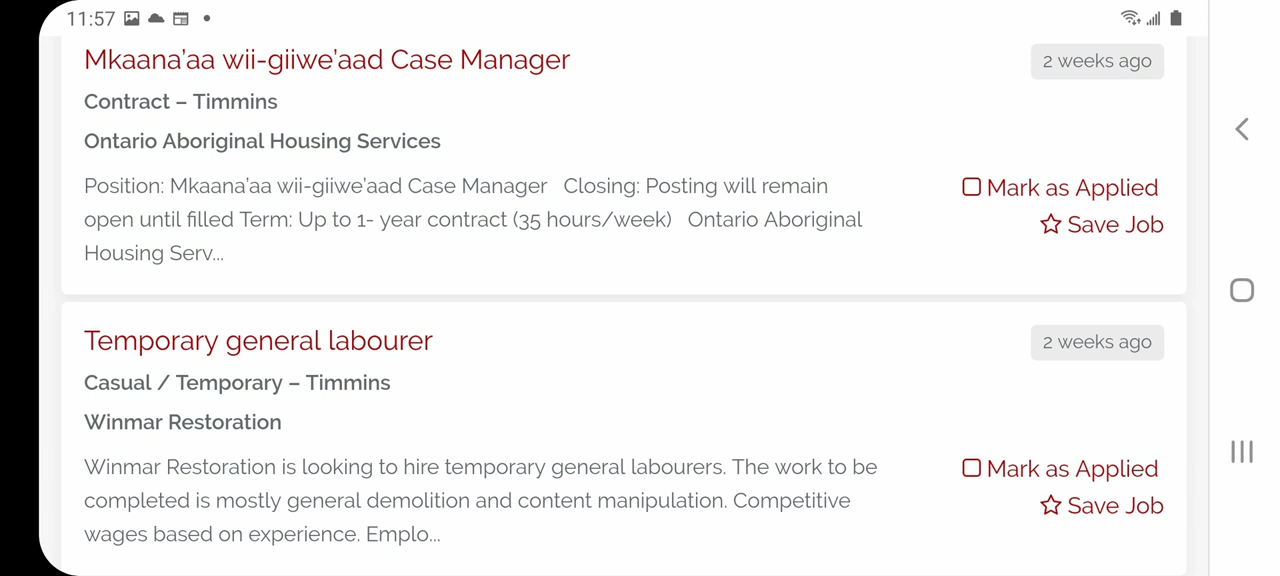 11:57
Mkaana’aa wii-giiwe’aad Case Manager
2 weeks ago
Contract – Timmins
Ontario Aboriginal Housing Services
Position: Mkaana’aa wii-giiwe’aad Case Manager Closing: Posting will remain
open until filled Term: Up to 1- year contract (35 hours/week) Ontario Aboriginal
Housing Serv...
Mark as Applied
Save Job
Temporary general labourer
2 weeks ago
Casual / Temporary – Timmins
Winmar Restoration
Winmar Restoration is looking to hire temporary general labourers. The work to be
completed is mostly general demolition and content manipulation. Competitive
wages based on experience. Emplo...
Mark as Applied
Save Job